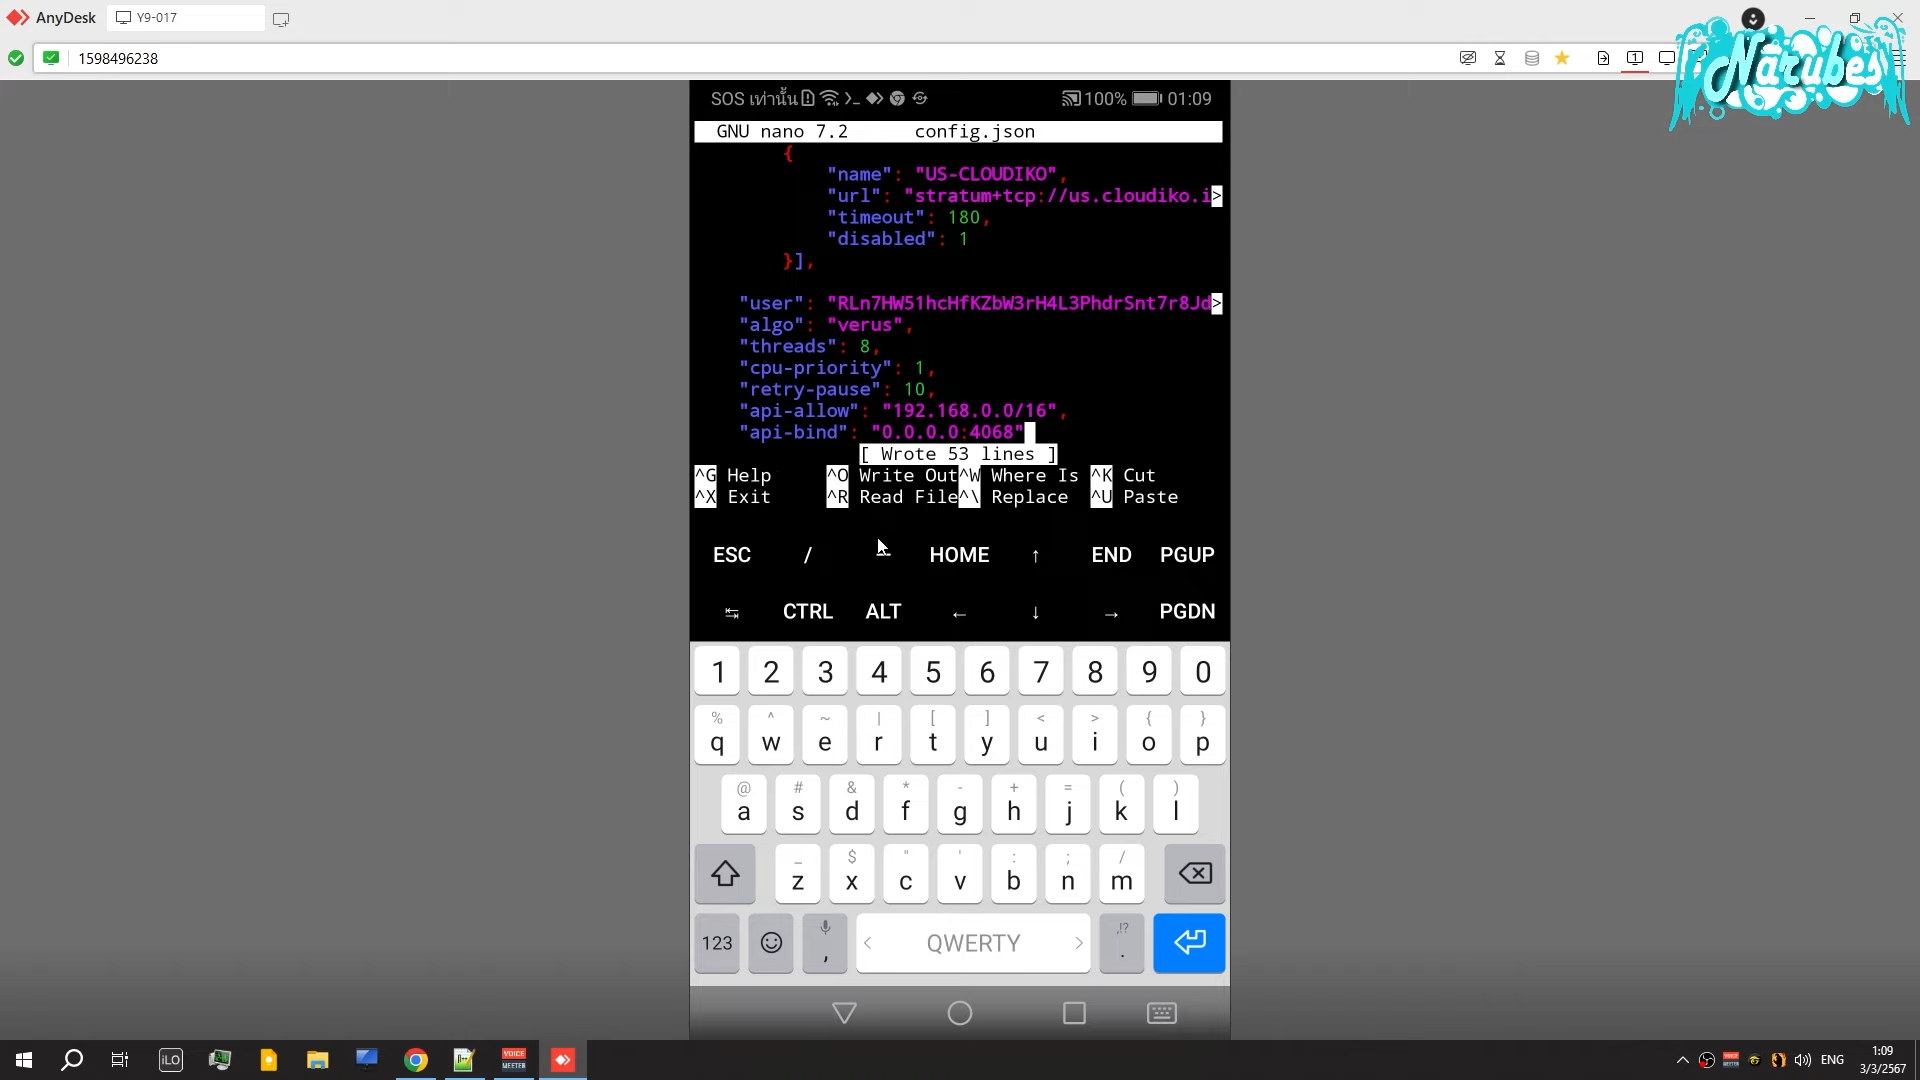 AnyDesk Y9-017
1598496238
Narubes
SOS เท่านั้น 100% 01:09
GNU nano 7.2 config.json
{
"name": "US-CLOUDIKO",
"url": "stratum+tcp://us.cloudiko.i>
"timeout": 180,
"disabled": 1
}],
"user": "RLn7HW51hcHfKZbW3rH4L3PhdrSnt7r8Jd>
"algo": "verus",
"threads": 8,
"cpu-priority": 1,
"retry-pause": 10,
"api-allow": "192.168.0.0/16",
"api-bind": "0.0.0.0:4068"
[ Wrote 53 lines ]
^G Help ^O Write Out ^W Where Is ^K Cut
^X Exit ^R Read File ^\ Replace ^U Paste
ESC / — HOME ↑ END PGUP
↹ CTRL ALT ← ↓ → PGDN
1 2 3 4 5 6 7 8 9 0
% ^ ~ | [ ] < > { }
q w e r t y u i o p
@ # & * - + = ( )
a s d f g h j k l
_ $ " ' : ; /
z x c v b n m
123 , < QWERTY > ,!? .
iLO VOICE MEETER ENG 1:09
3/3/2567